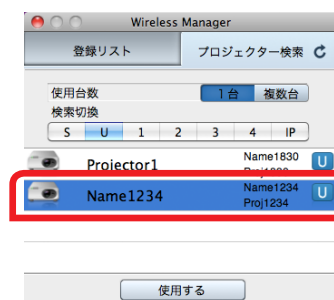 Wireless Manager
登録リスト プロジェクター検索
使用台数 1台 複数台
検索切換
S U 1 2 3 4 IP
Projector1 Name1830 U
Name1234 Name1234 U
Proj1234
使用する